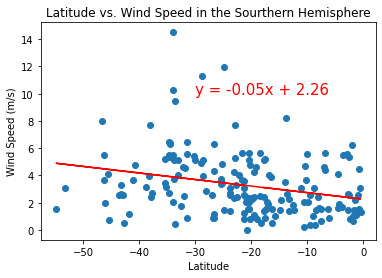 Latitude vs. Wind Speed in the Sourthern Hemisphere
14
12
10
8
6
4
2
0
Wind Speed (m/s)
y = -0.05x + 2.26
−50 −40 −30 −20 −10 0
Latitude